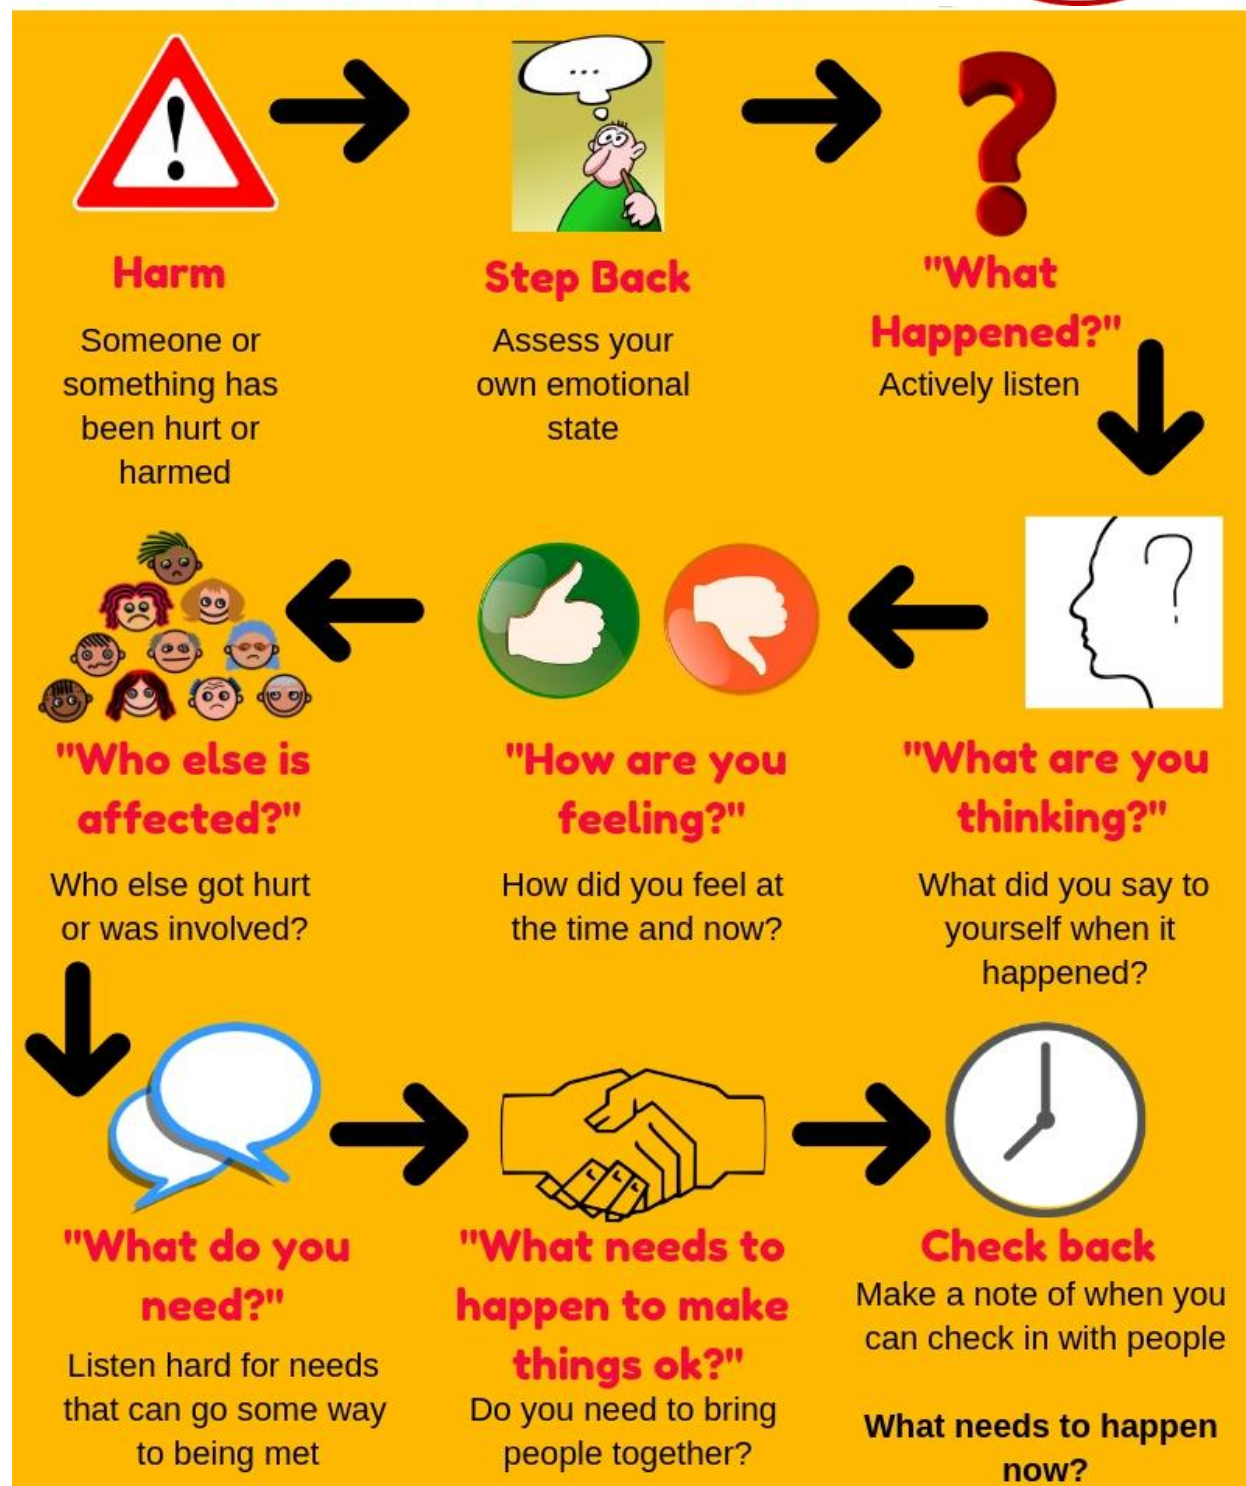 Harm
Someone or
something has
been hurt or
harmed
Step Back
Assess your
own emotional
state
"What
Happened?"
Actively listen
"What are you
thinking?"
What did you say to
yourself when it
happened?
"How are you
feeling?"
How did you feel at
the time and now?
"Who else is
affected?"
Who else got hurt
or was involved?
"What do you
need?"
Listen hard for needs
that can go some way
to being met
"What needs to
happen to make
things ok?"
Do you need to bring
people together?
Check back
Make a note of when you
can check in with people
What needs to happen
now?